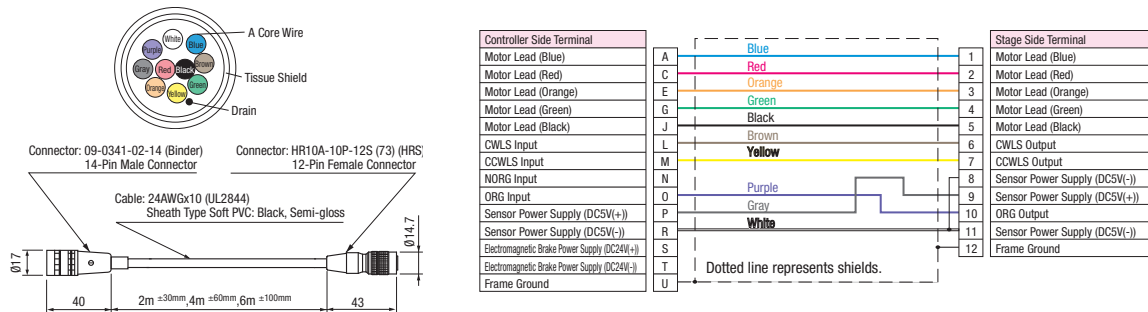 White
Blue
Purple
Brown
Gray
Red
Black
Orange
Yellow
Green
A Core Wire
Tissue Shield
Drain
Connector: 09-0341-02-14 (Binder)
14-Pin Male Connector
Connector: HR10A-10P-12S (73) (HRS)
12-Pin Female Connector
Cable: 24AWGx10 (UL2844)
Sheath Type Soft PVC: Black, Semi-gloss
Ø17
Ø14.7
40
2m ±30mm,4m ±60mm,6m ±100mm
43
Controller Side Terminal
Motor Lead (Blue) A
Motor Lead (Red) C
Motor Lead (Orange) E
Motor Lead (Green) G
Motor Lead (Black) J
CWLS Input L
CCWLS Input M
NORG Input N
ORG Input O
Sensor Power Supply (DC5V(+)) P
Sensor Power Supply (DC5V(-)) R
Electromagnetic Brake Power Supply (DC24V(+)) S
Electromagnetic Brake Power Supply (DC24V(-)) T
Frame Ground U
Blue
Red
Orange
Green
Black
Brown
Yellow
Purple
Gray
White
Dotted line represents shields.
Stage Side Terminal
1 Motor Lead (Blue)
2 Motor Lead (Red)
3 Motor Lead (Orange)
4 Motor Lead (Green)
5 Motor Lead (Black)
6 CWLS Output
7 CCWLS Output
8 Sensor Power Supply (DC5V(-))
9 Sensor Power Supply (DC5V(+))
10 ORG Output
11 Sensor Power Supply (DC5V(-))
12 Frame Ground